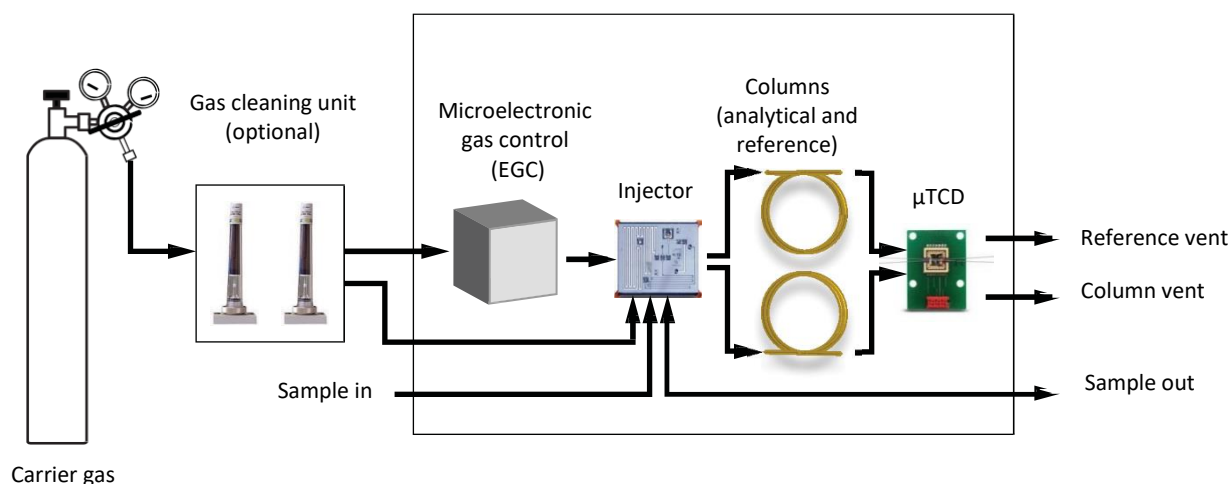 Gas cleaning unit
(optional)
Microelectronic
gas control
(EGC)
Injector
Columns
(analytical and
reference)
µTCD
Reference vent
Column vent
Sample in
Sample out
Carrier gas